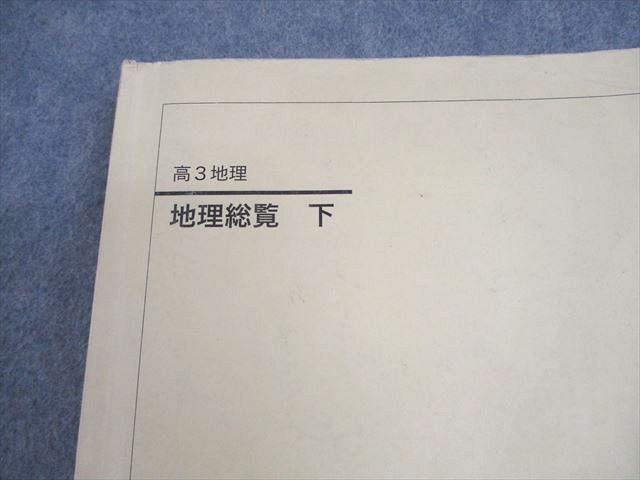 高3地理
地理総覧　下